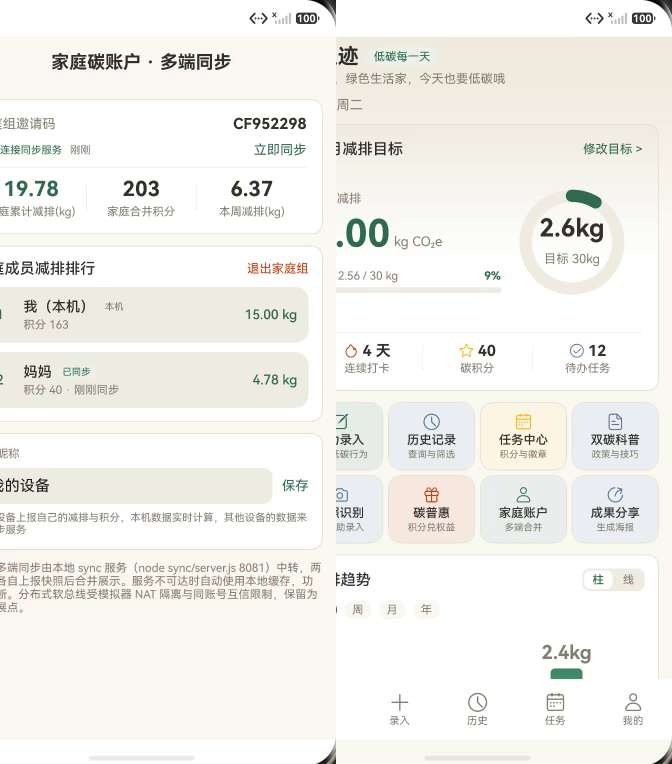 100
家庭碳账户 · 多端同步
组邀请码
CF952298
连接同步服务 刚刚
立即同步
19.78
203
6.37
庭累计减排(kg)
家庭合并积分
本周减排(kg)
成员减排排行
退出家庭组
我（本机） 本机
15.00 kg
积分 163
2
妈妈 已同步
4.78 kg
积分 40 · 刚刚同步
昵称
的设备
保存
设备上报自己的减排与积分，本机数据实时计算，其他设备的数据来
步服务
多端同步由本地 sync 服务（node sync/server.js 8081）中转，两
各自上报快照后合并展示。服务不可达时自动使用本地缓存，功
断。分布式软总线受模拟器 NAT 隔离与同账号互信限制，保留为
展点。
100
迹 低碳每一天
，绿色生活家，今天也要低碳哦
周二
减排目标
修改目标 >
减排
.00 kg CO₂e
2.56 / 30 kg
9%
2.6kg
目标 30kg
4 天
40
12
连续打卡
碳积分
待办任务
录入
历史记录
任务中心
双碳科普
低碳行为
查询与筛选
积分与徽章
政策与技巧
识别
碳普惠
家庭账户
成果分享
助录入
积分兑权益
多端合并
生成海报
趋势
柱 线
周 月 年
2.4kg
录入
历史
任务
我的